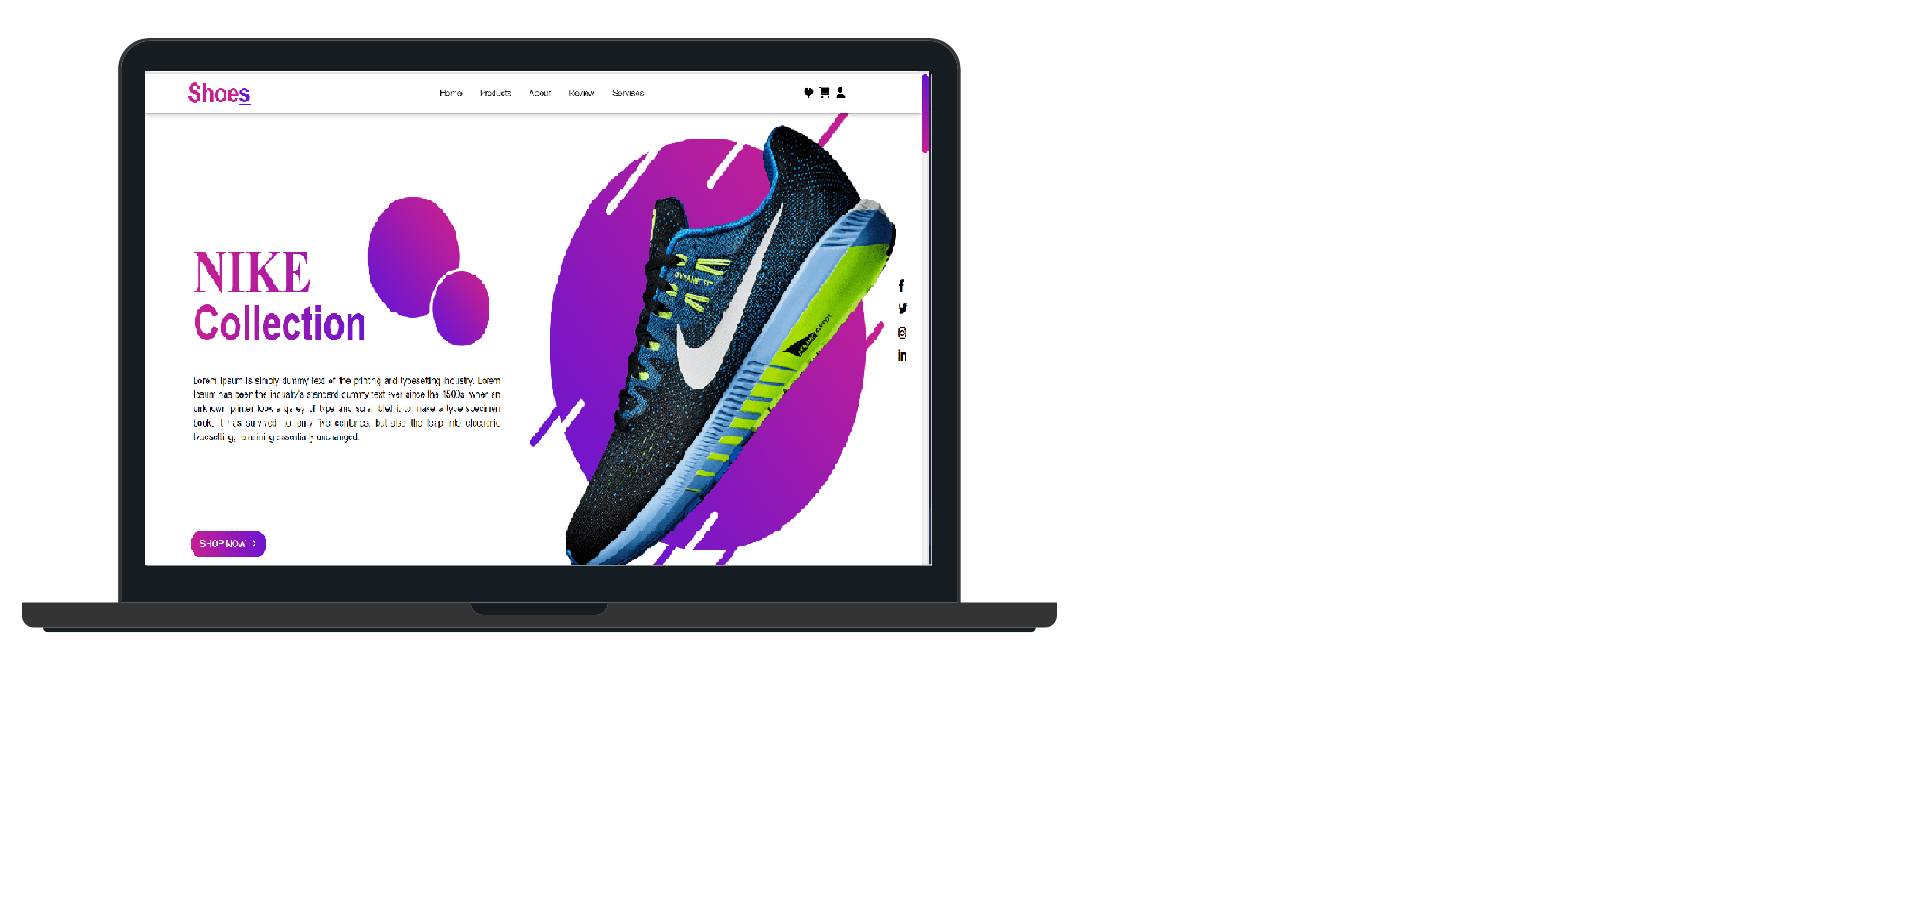 Shoes
Home Products About Review Servises
NIKE
Collection
Lorem Ipsum is simply dummy text of the printing and typesetting industry. Lorem
Ipsum has been the industry's standard dummy text ever since the 1500s, when an
unknown printer took a galley of type and scrambled it to make a type specimen
book. It has survived not only five centuries, but also the leap into electronic
typesetting, remaining essentially unchanged.
SHOP NOW